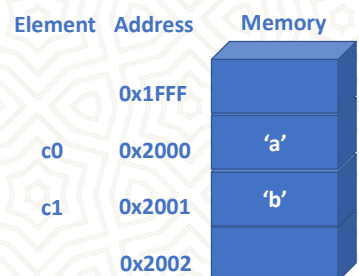 Element Address Memory
0x1FFF
c0 0x2000 ‘a’
c1 0x2001 ‘b’
0x2002